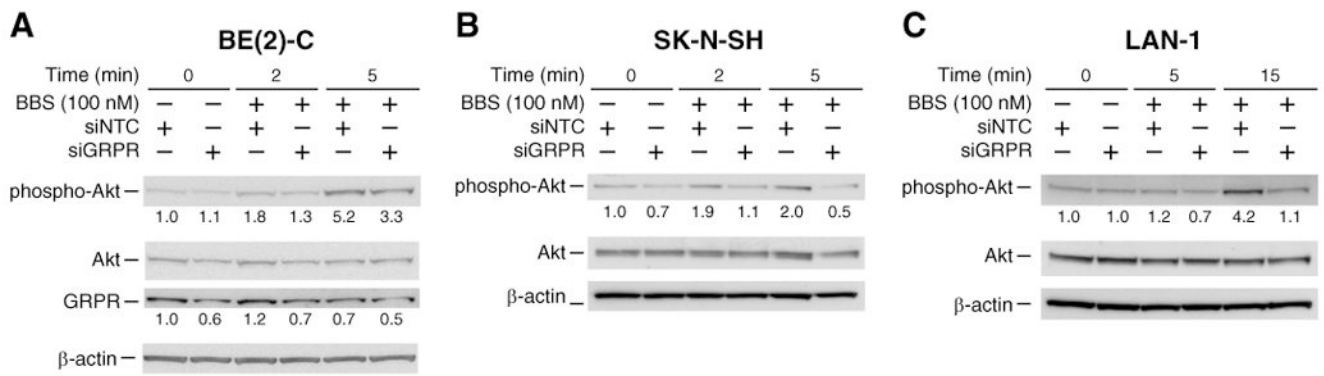 A
BE(2)-C
Time (min) 0 2 5
BBS (100 nM) − − + + + +
siNTC + − + − + −
siGRPR − + − + − +
phospho-Akt
1.0 1.1 1.8 1.3 5.2 3.3
Akt
GRPR
1.0 0.6 1.2 0.7 0.7 0.5
β-actin
B
SK-N-SH
Time (min) 0 2 5
BBS (100 nM) − − + + + +
siNTC + − + − + −
siGRPR − + − + − +
phospho-Akt
1.0 0.7 1.9 1.1 2.0 0.5
Akt
β-actin
C
LAN-1
Time (min) 0 5 15
BBS (100 nM) − − + + + +
siNTC + − + − + −
siGRPR − + − + − +
phospho-Akt
1.0 1.0 1.2 0.7 4.2 1.1
Akt
β-actin